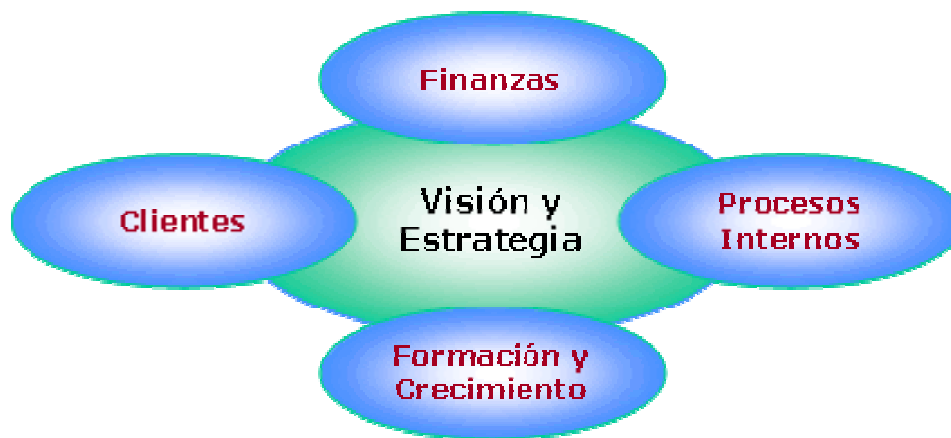 Finanzas
Clientes
Visión y
Estrategia
Procesos
Internos
Formación y
Crecimiento